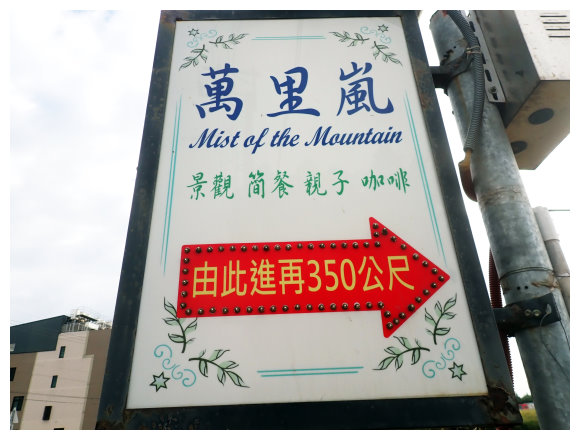 萬里嵐
Mist of the Mountain
景觀 簡餐 親子 咖啡
由此進再350公尺